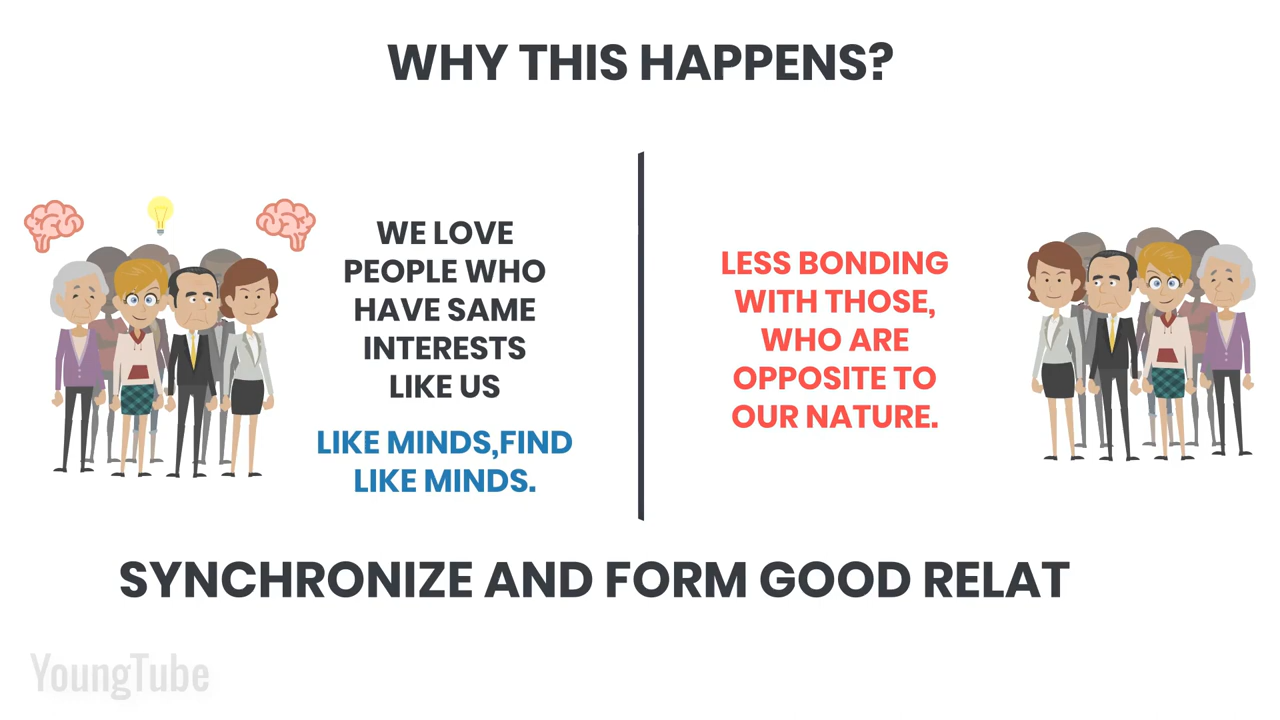 WHY THIS HAPPENS?
WE LOVE
PEOPLE WHO
HAVE SAME
INTERESTS
LIKE US
LIKE MINDS,FIND
LIKE MINDS.
LESS BONDING
WITH THOSE,
WHO ARE
OPPOSITE TO
OUR NATURE.
SYNCHRONIZE AND FORM GOOD RELAT
YoungTube